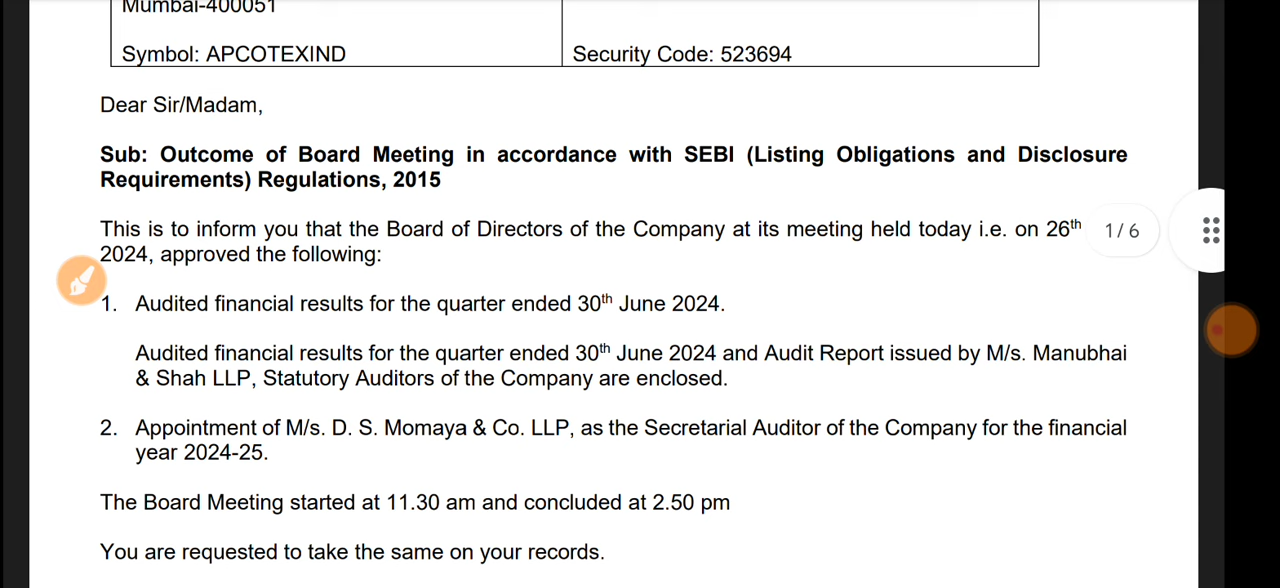 Mumbai-400051
Symbol: APCOTEXIND
Security Code: 523694
Dear Sir/Madam,
Sub: Outcome of Board Meeting in accordance with SEBI (Listing Obligations and Disclosure
Requirements) Regulations, 2015
This is to inform you that the Board of Directors of the Company at its meeting held today i.e. on 26th
1/6
2024, approved the following:
1. Audited financial results for the quarter ended 30th June 2024.
Audited financial results for the quarter ended 30th June 2024 and Audit Report issued by M/s. Manubhai
& Shah LLP, Statutory Auditors of the Company are enclosed.
2. Appointment of M/s. D. S. Momaya & Co. LLP, as the Secretarial Auditor of the Company for the financial
year 2024-25.
The Board Meeting started at 11.30 am and concluded at 2.50 pm
You are requested to take the same on your records.